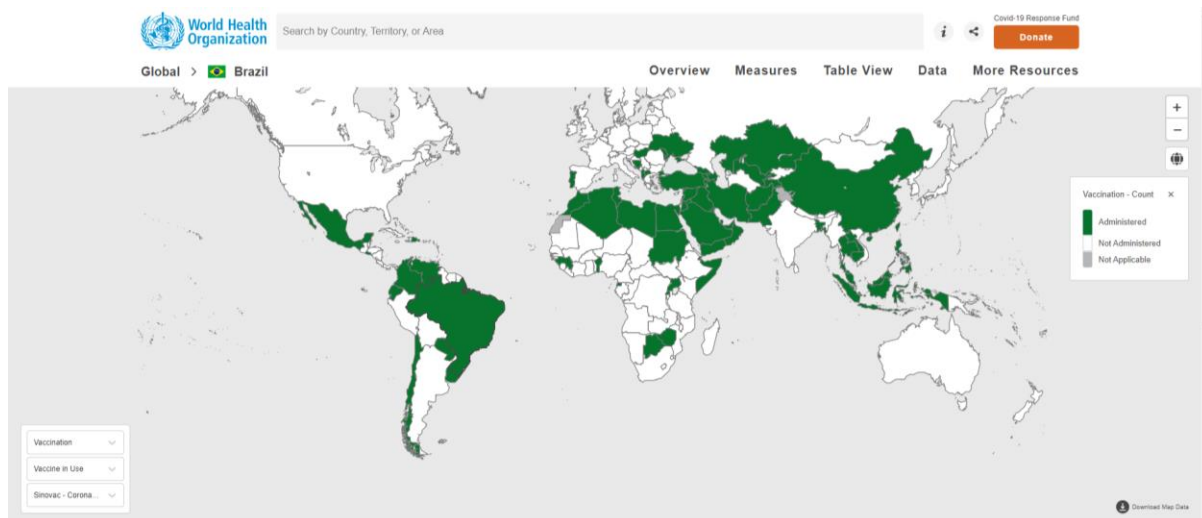 World Health
Organization
Search by Country, Territory, or Area
i
Covid-19 Response Fund
Donate
Global > Brazil
Overview Measures Table View Data More Resources
+
−
Vaccination - Count ×
Administered
Not Administered
Not Applicable
Vaccination
Vaccine in Use
Sinovac - Corona...
Download Map Data